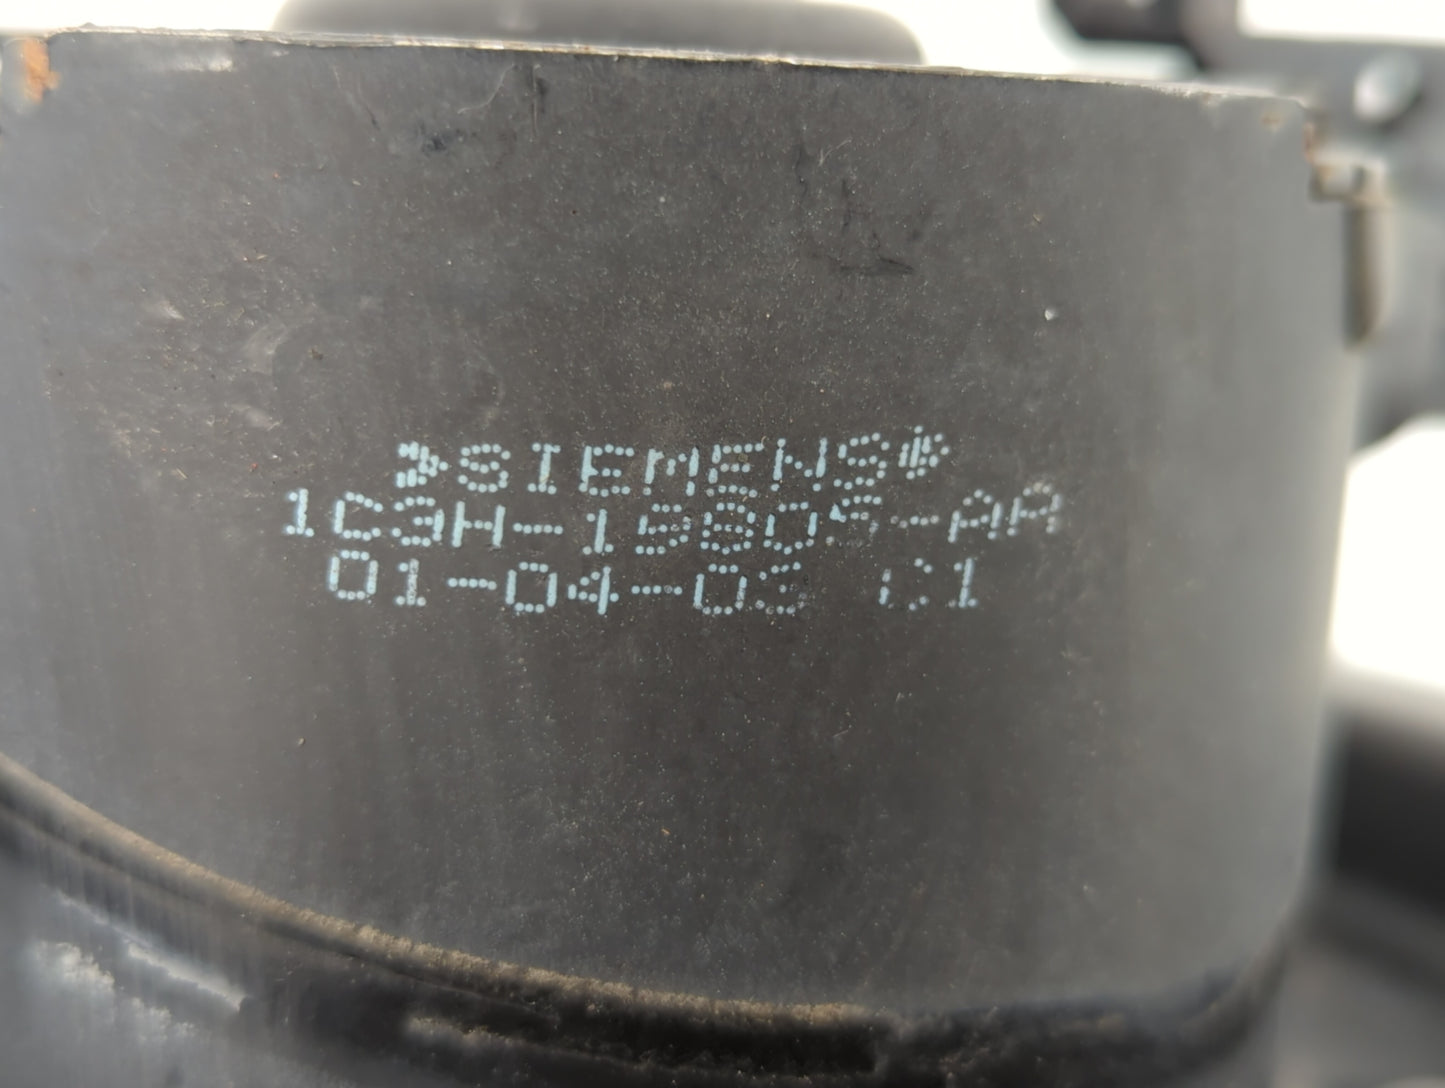 SIEMENS
1C3H-19805-AA
01-04-03 C1